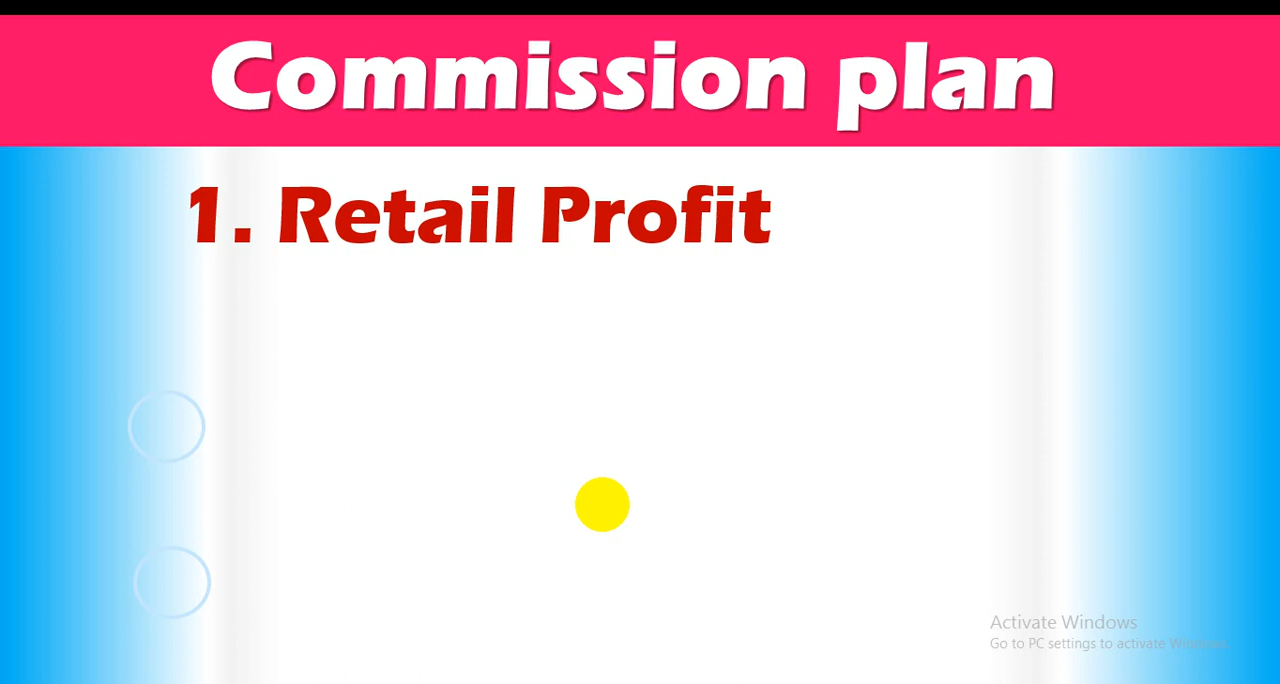 Commission plan
1. Retail Profit
Activate Windows
Go to PC settings to activate Windows.